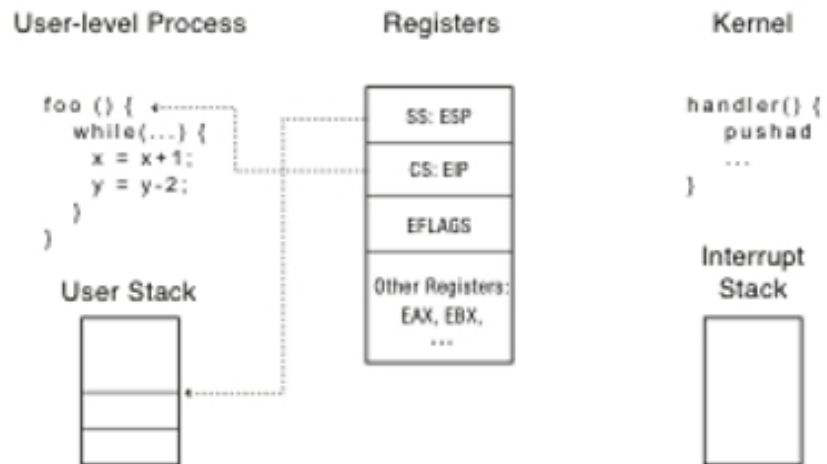 User-level Process
Registers
Kernel
foo () {
while(...) {
x = x+1;
y = y-2;
}
}
SS: ESP
CS: EIP
EFLAGS
Other Registers:
EAX, EBX,
...
handler() {
pushad
...
}
User Stack
Interrupt
Stack